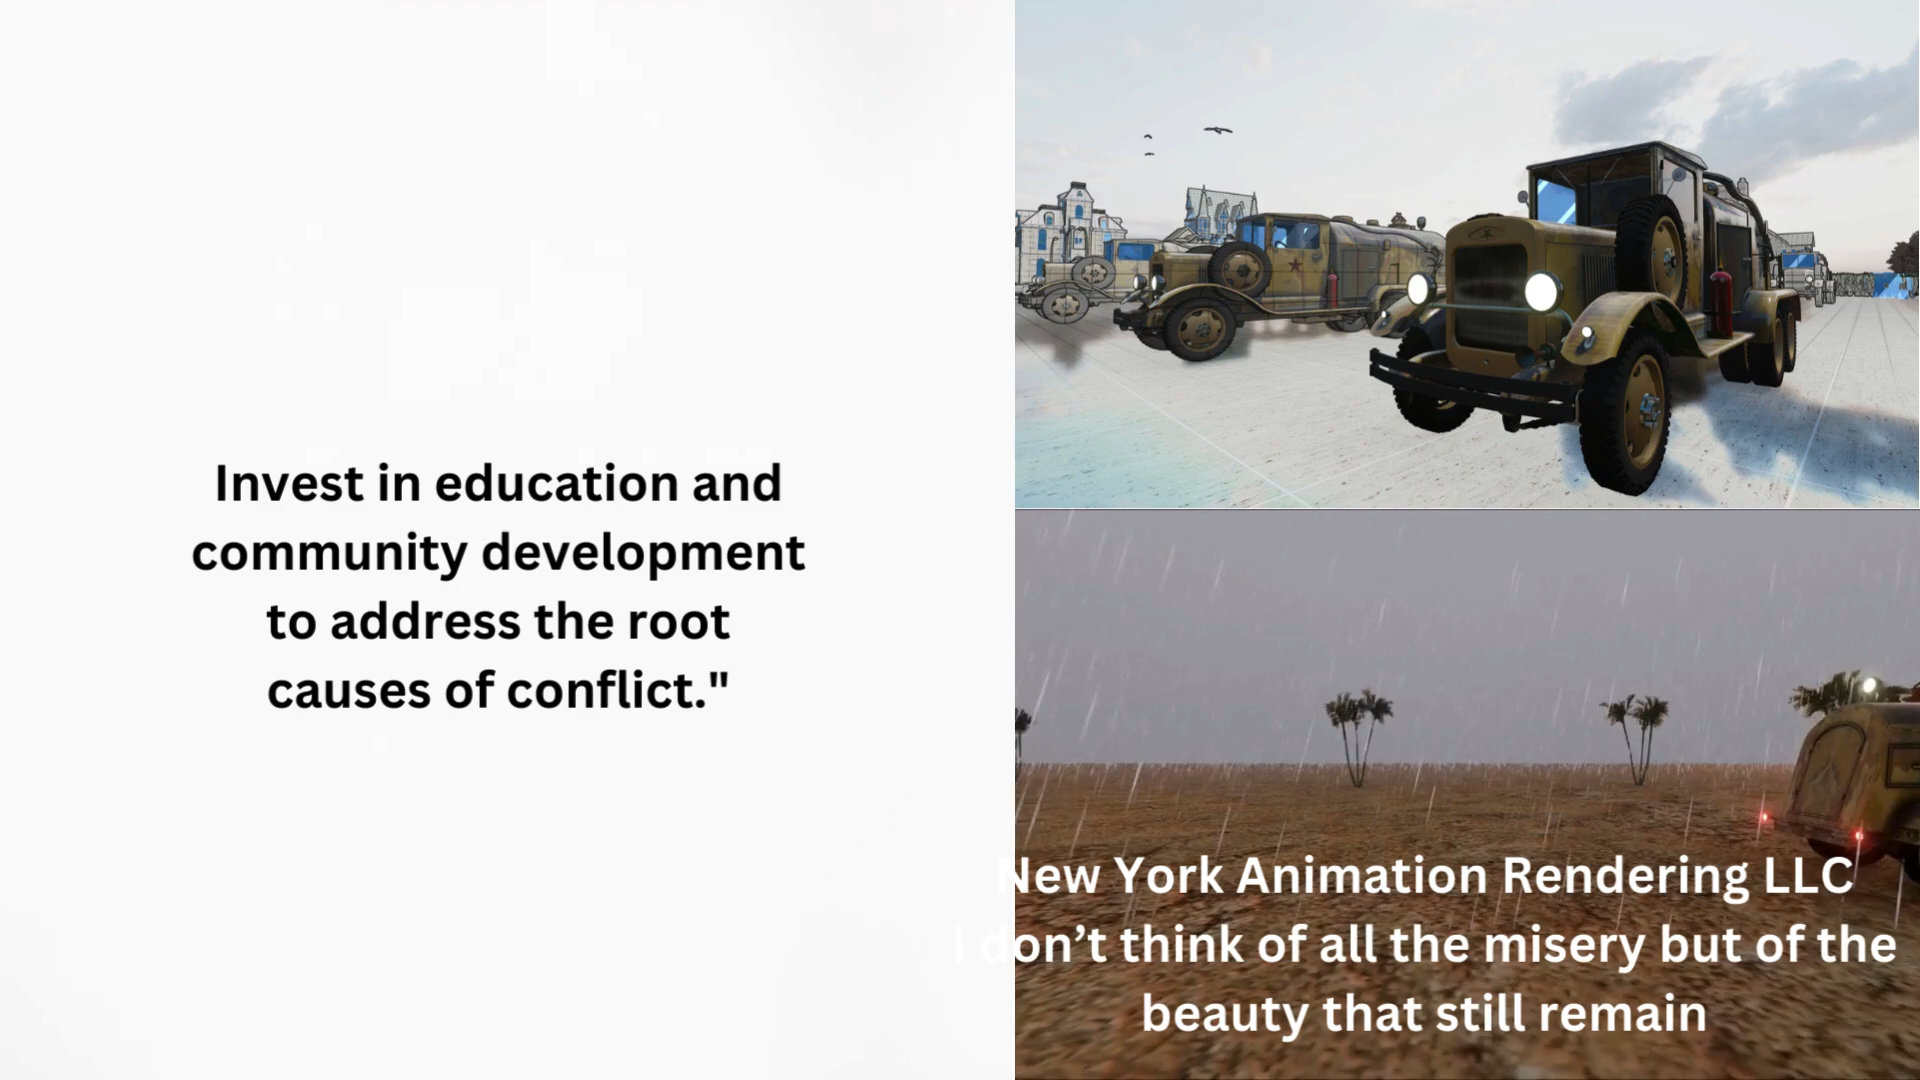 Invest in education and
community development
to address the root
causes of conflict."
New York Animation Rendering LLC
I don’t think of all the misery but of the
beauty that still remain